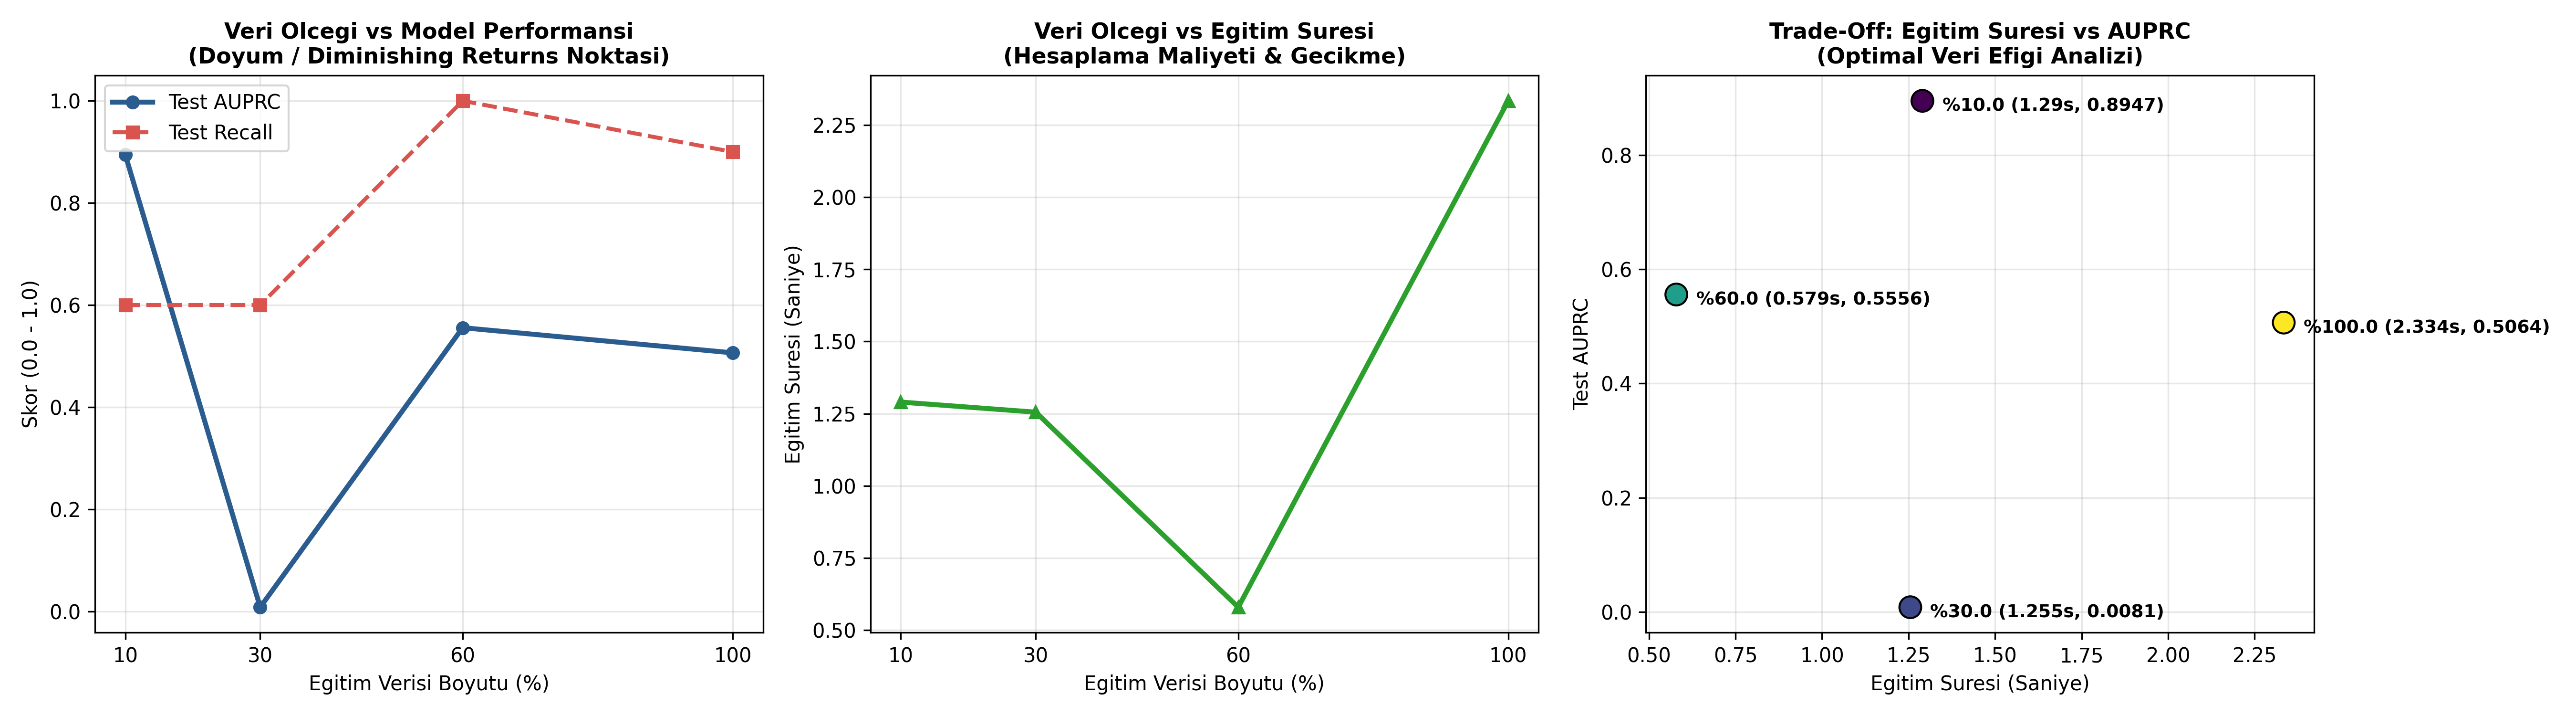 Veri Olcegi vs Model Performansi
(Doyum / Diminishing Returns Noktasi)
Test AUPRC
Test Recall
Skor (0.0 - 1.0)
1.0
0.8
0.6
0.4
0.2
0.0
10 30 60 100
Egitim Verisi Boyutu (%)
Veri Olcegi vs Egitim Suresi
(Hesaplama Maliyeti & Gecikme)
Egitim Suresi (Saniye)
2.25
2.00
1.75
1.50
1.25
1.00
0.75
0.50
10 30 60 100
Egitim Verisi Boyutu (%)
Trade-Off: Egitim Suresi vs AUPRC
(Optimal Veri Efigi Analizi)
Test AUPRC
0.8
0.6
0.4
0.2
0.0
%10.0 (1.29s, 0.8947)
%60.0 (0.579s, 0.5556)
%100.0 (2.334s, 0.5064)
%30.0 (1.255s, 0.0081)
0.50 0.75 1.00 1.25 1.50 1.75 2.00 2.25
Egitim Suresi (Saniye)